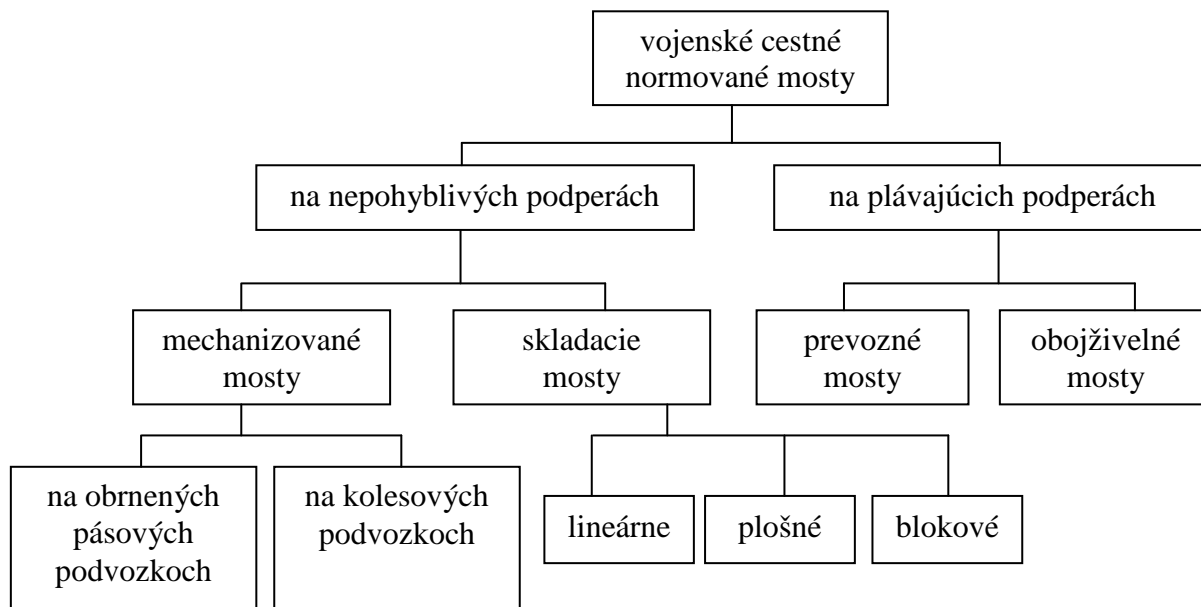 vojenské cestné
normované mosty
na nepohyblivých podperách
na plávajúcich podperách
mechanizované
mosty
skladacie
mosty
prevozné
mosty
obojživelné
mosty
na obrnených
pásových
podvozkoch
na kolesových
podvozkoch
lineárne
plošné
blokové